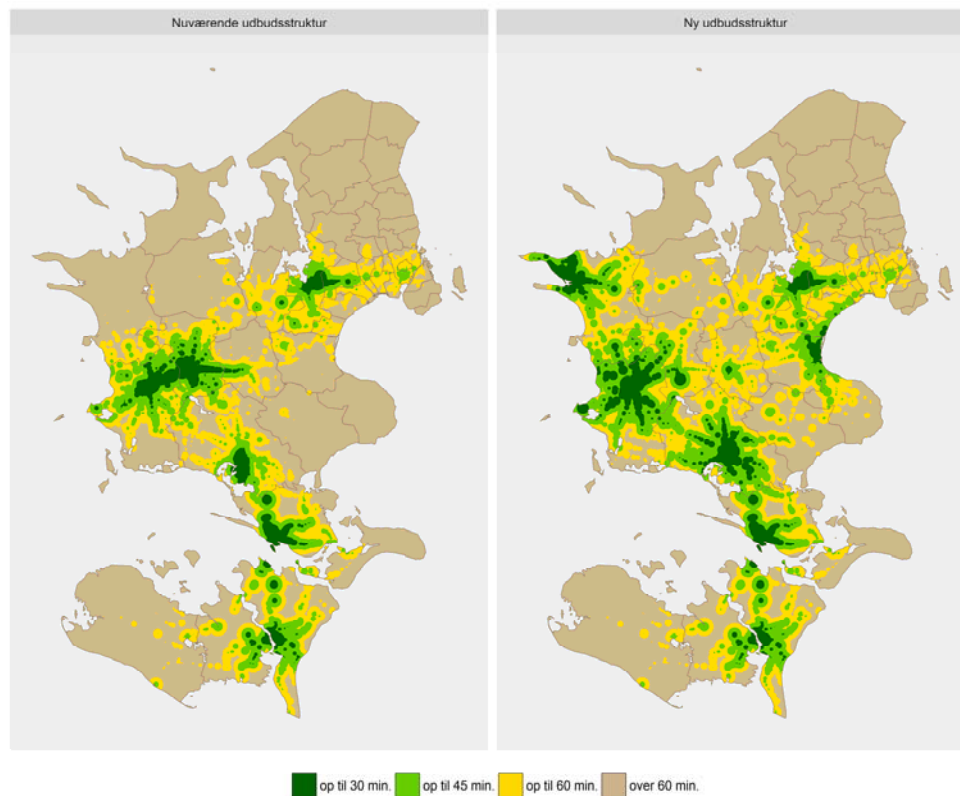 Nuværende udbudsstruktur
Ny udbudsstruktur
op til 30 min.
op til 45 min.
op til 60 min.
over 60 min.